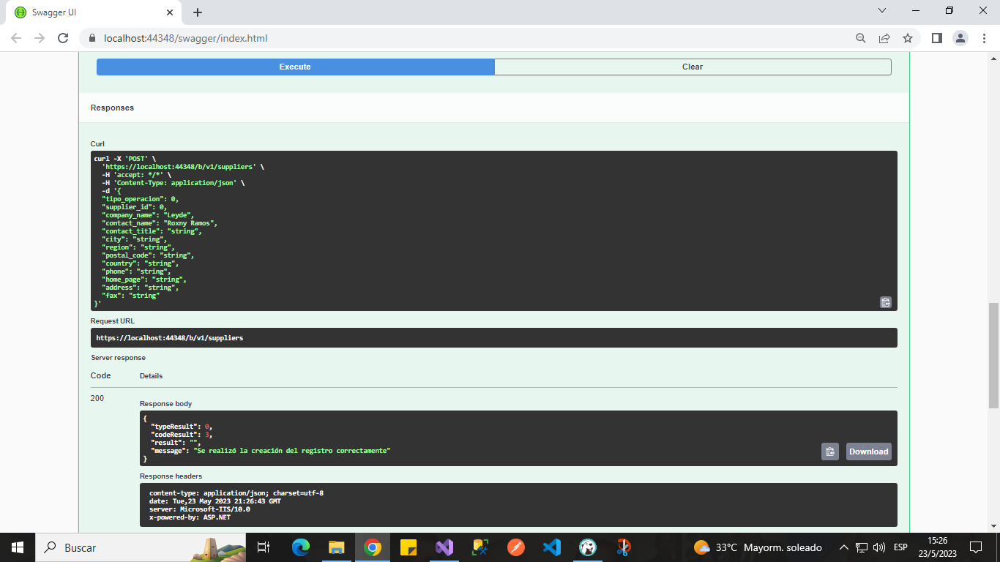 Swagger UI
localhost:44348/swagger/index.html
Execute
Clear
Responses
Curl
curl -X 'POST' \
'https://localhost:44348/b/v1/suppliers' \
-H 'accept: */*' \
-H 'Content-Type: application/json' \
-d '{
"tipo_operacion": 0,
"supplier_id": 0,
"company_name": "Leyde",
"contact_name": "Roxny Ramos",
"contact_title": "string",
"city": "string",
"region": "string",
"postal_code": "string",
"country": "string",
"phone": "string",
"home_page": "string",
"address": "string",
"fax": "string"
}'
Request URL
https://localhost:44348/b/v1/suppliers
Server response
Code Details
200
Response body
{
"typeResult": 0,
"codeResult": 3,
"result": "",
"message": "Se realizó la creación del registro correctamente"
}
Download
Response headers
content-type: application/json; charset=utf-8
date: Tue,23 May 2023 21:26:43 GMT
server: Microsoft-IIS/10.0
x-powered-by: ASP.NET
Buscar
33°C Mayorm. soleado
ESP
15:26
23/5/2023